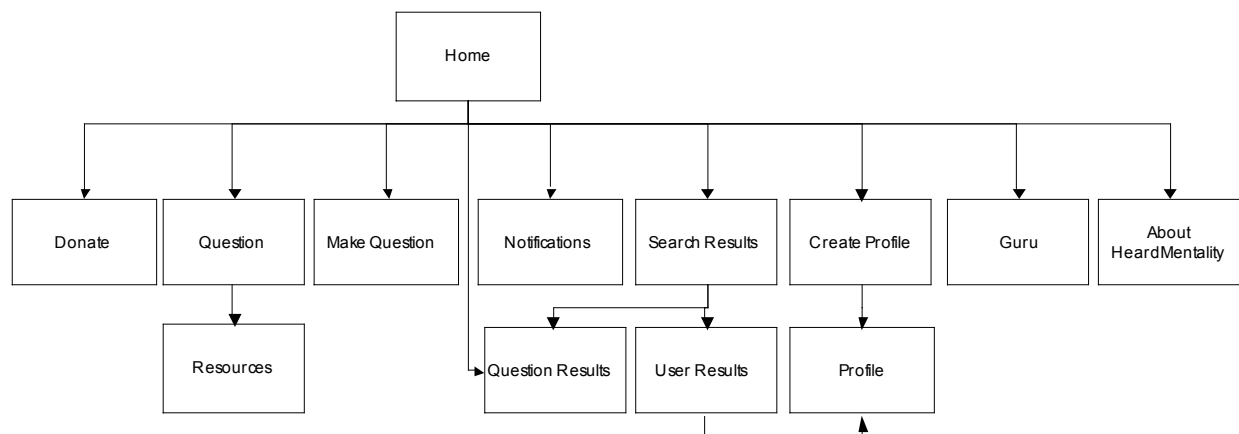 Home
Donate
Question
Make Question
Notifications
Search Results
Create Profile
Guru
About
HeardMentality
Resources
Question Results
User Results
Profile